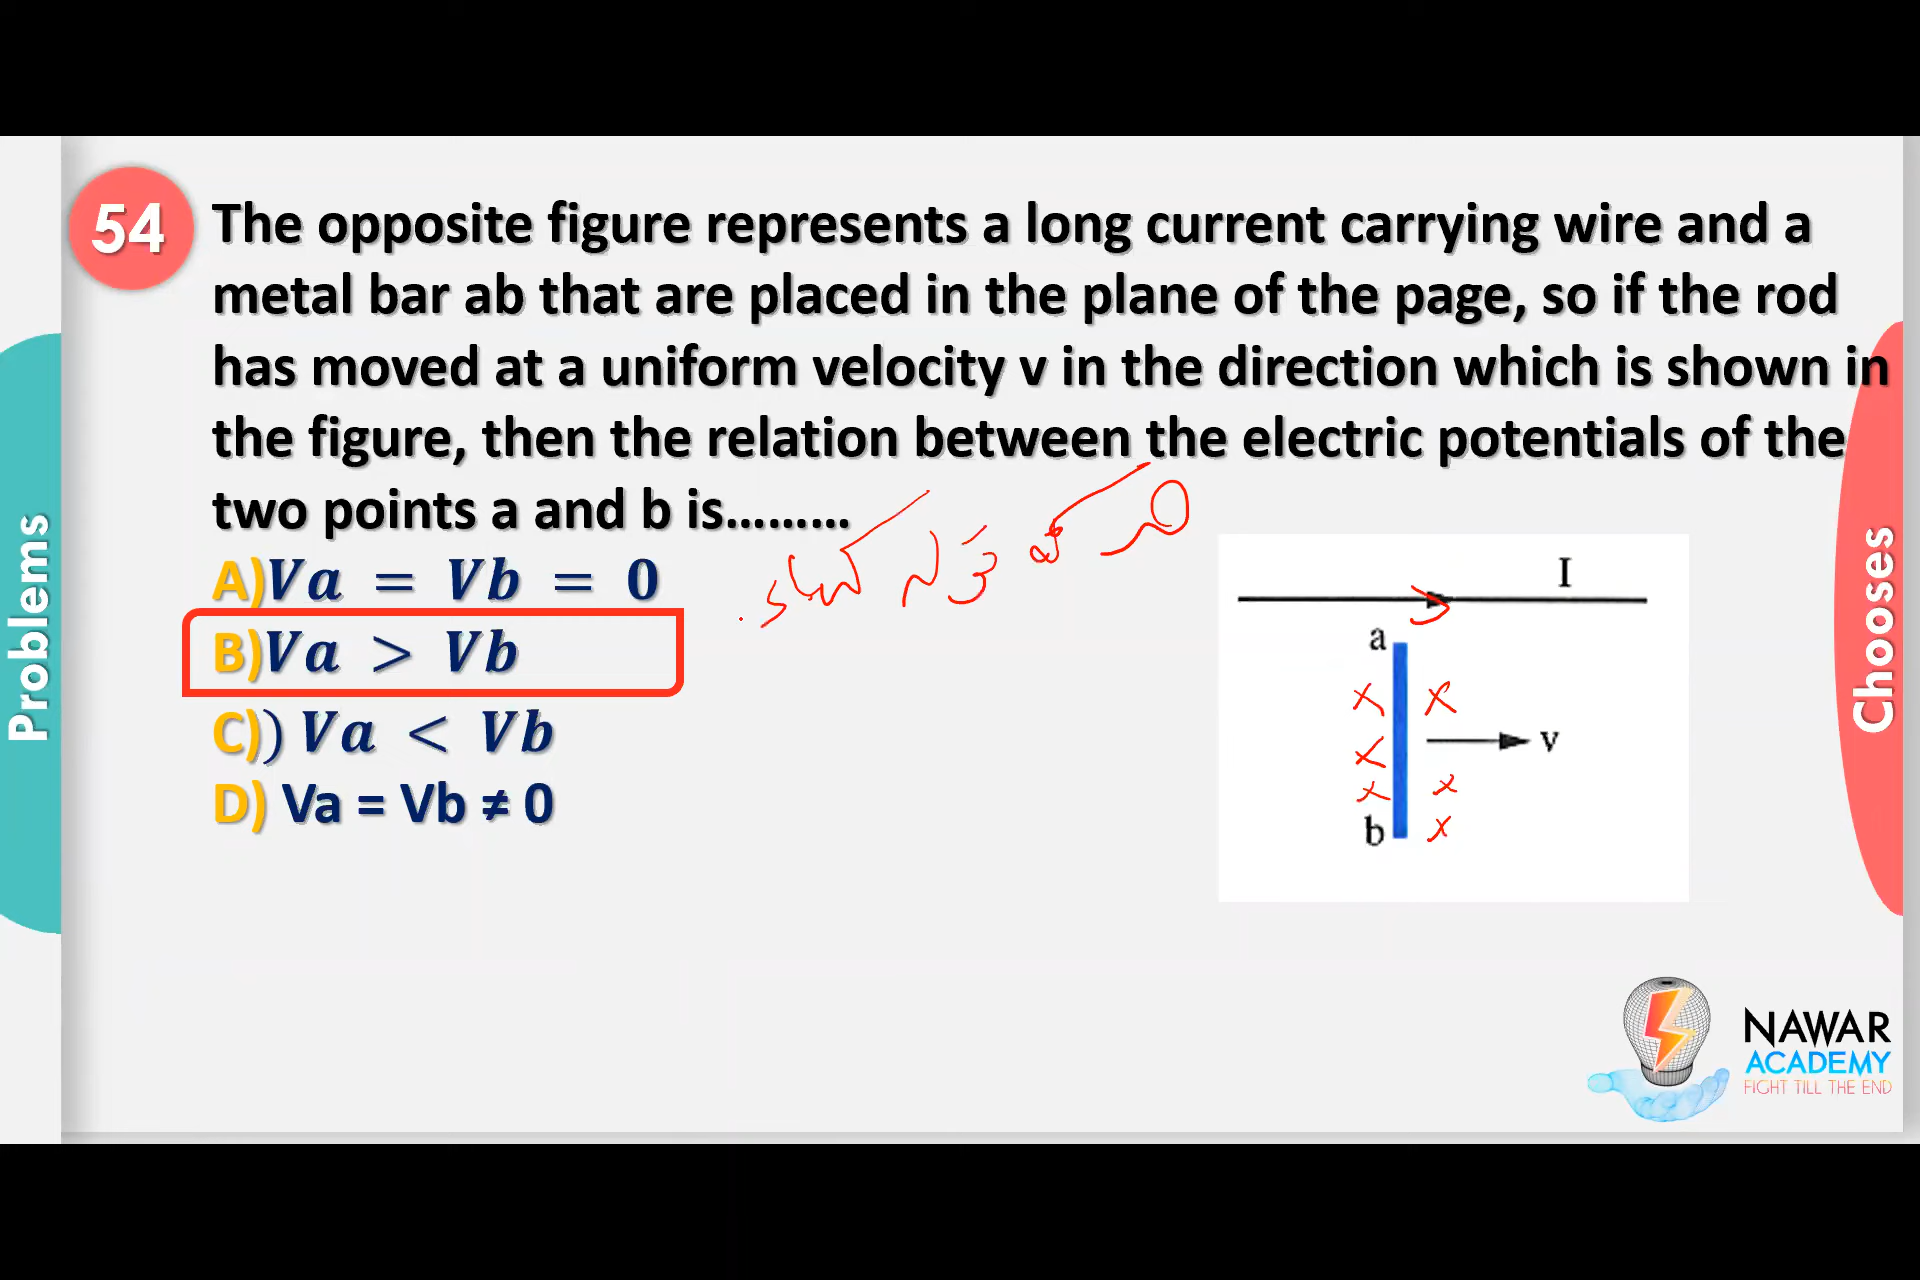 54
The opposite figure represents a long current carrying wire and a
metal bar ab that are placed in the plane of the page, so if the rod
has moved at a uniform velocity v in the direction which is shown in
the figure, then the relation between the electric potentials of the
two points a and b is.........
A)Va = Vb = 0
B)Va > Vb
C)) Va < Vb
D) Va = Vb ≠ 0
I
a
v
b
Problems
Chooses
NAWAR
ACADEMY
FIGHT TILL THE END